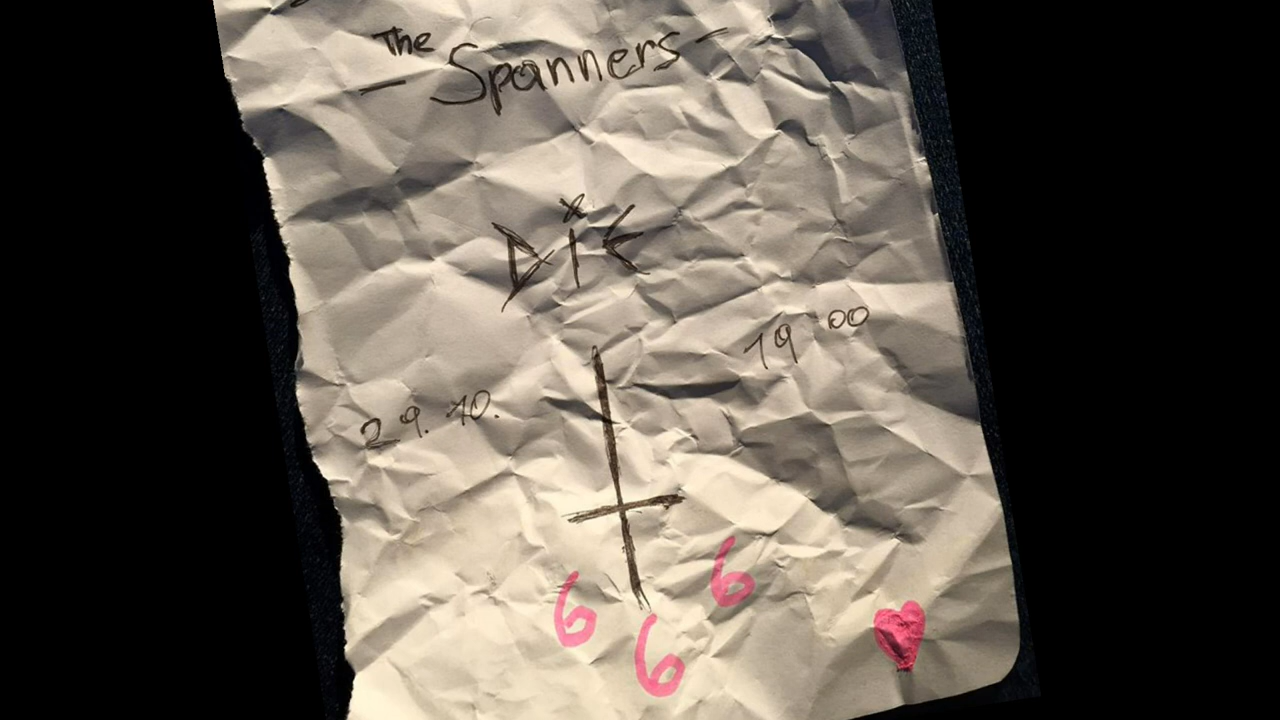 The
- Spanners -
DiE
19 00
29. 10.
6 6
6